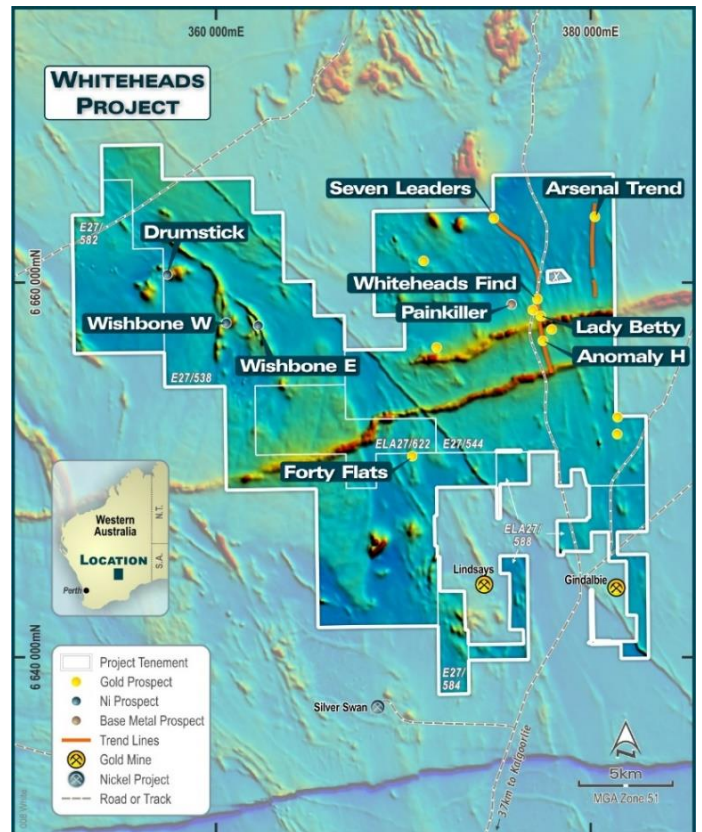 360 000mE
380 000mE
WHITEHEADS
PROJECT
Seven Leaders
Arsenal Trend
E27/
582
Drumstick
6 660 000mN
Whiteheads Find
Painkiller
Wishbone W
Lady Betty
Wishbone E
Anomaly H
E27/538
ELA27/622
E27/544
Forty Flats
Western
Australia
N.T.
S.A.
LOCATION
Perth
ELA27/
588
Lindsays
Gindalbie
6 640 000mN
Project Tenement
Gold Prospect
Ni Prospect
Base Metal Prospect
Trend Lines
Gold Mine
Nickel Project
Road or Track
E27/
584
Silver Swan
37km to Kalgoorlie
5km
MGA Zone 51